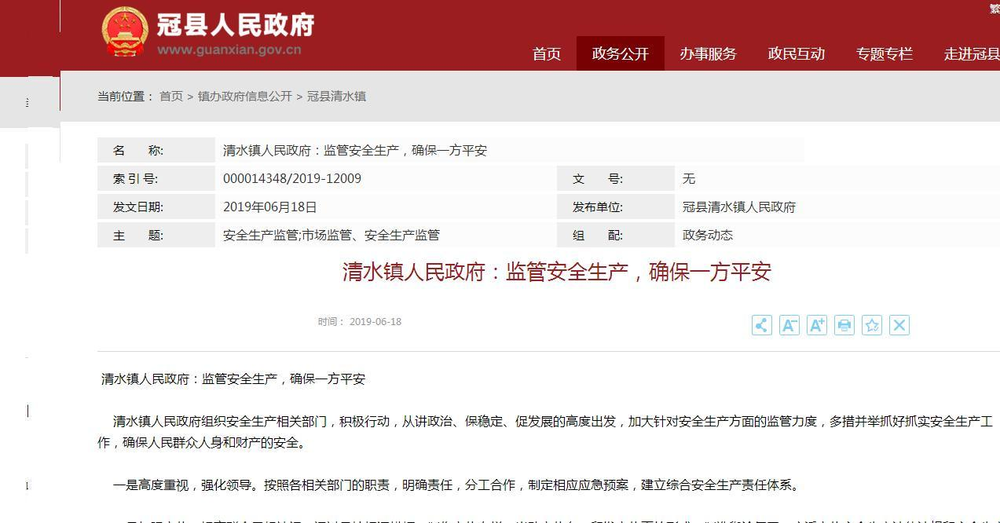 繁
冠县人民政府
www.guanxian.gov.cn
首页 政务公开 办事服务 政民互动 专题专栏 走进冠县
当前位置： 首页 > 镇办政府信息公开 > 冠县清水镇
名 称: 清水镇人民政府：监管安全生产，确保一方平安
索 引 号: 000014348/2019-12009 文 号: 无
发文日期: 2019年06月18日 发布单位: 冠县清水镇人民政府
主 题: 安全生产监管;市场监管、安全生产监管 组 配: 政务动态
清水镇人民政府：监管安全生产，确保一方平安
时间： 2019-06-18
A- A+
清水镇人民政府：监管安全生产，确保一方平安
清水镇人民政府组织安全生产相关部门，积极行动，从讲政治、保稳定、促发展的高度出发，加大针对安全生产方面的监管力度，多措并举抓好抓实安全生产工
作，确保人民群众人身和财产的安全。
一是高度重视，强化领导。按照各相关部门的职责，明确责任，分工合作，制定相应应急预案，建立综合安全生产责任体系。